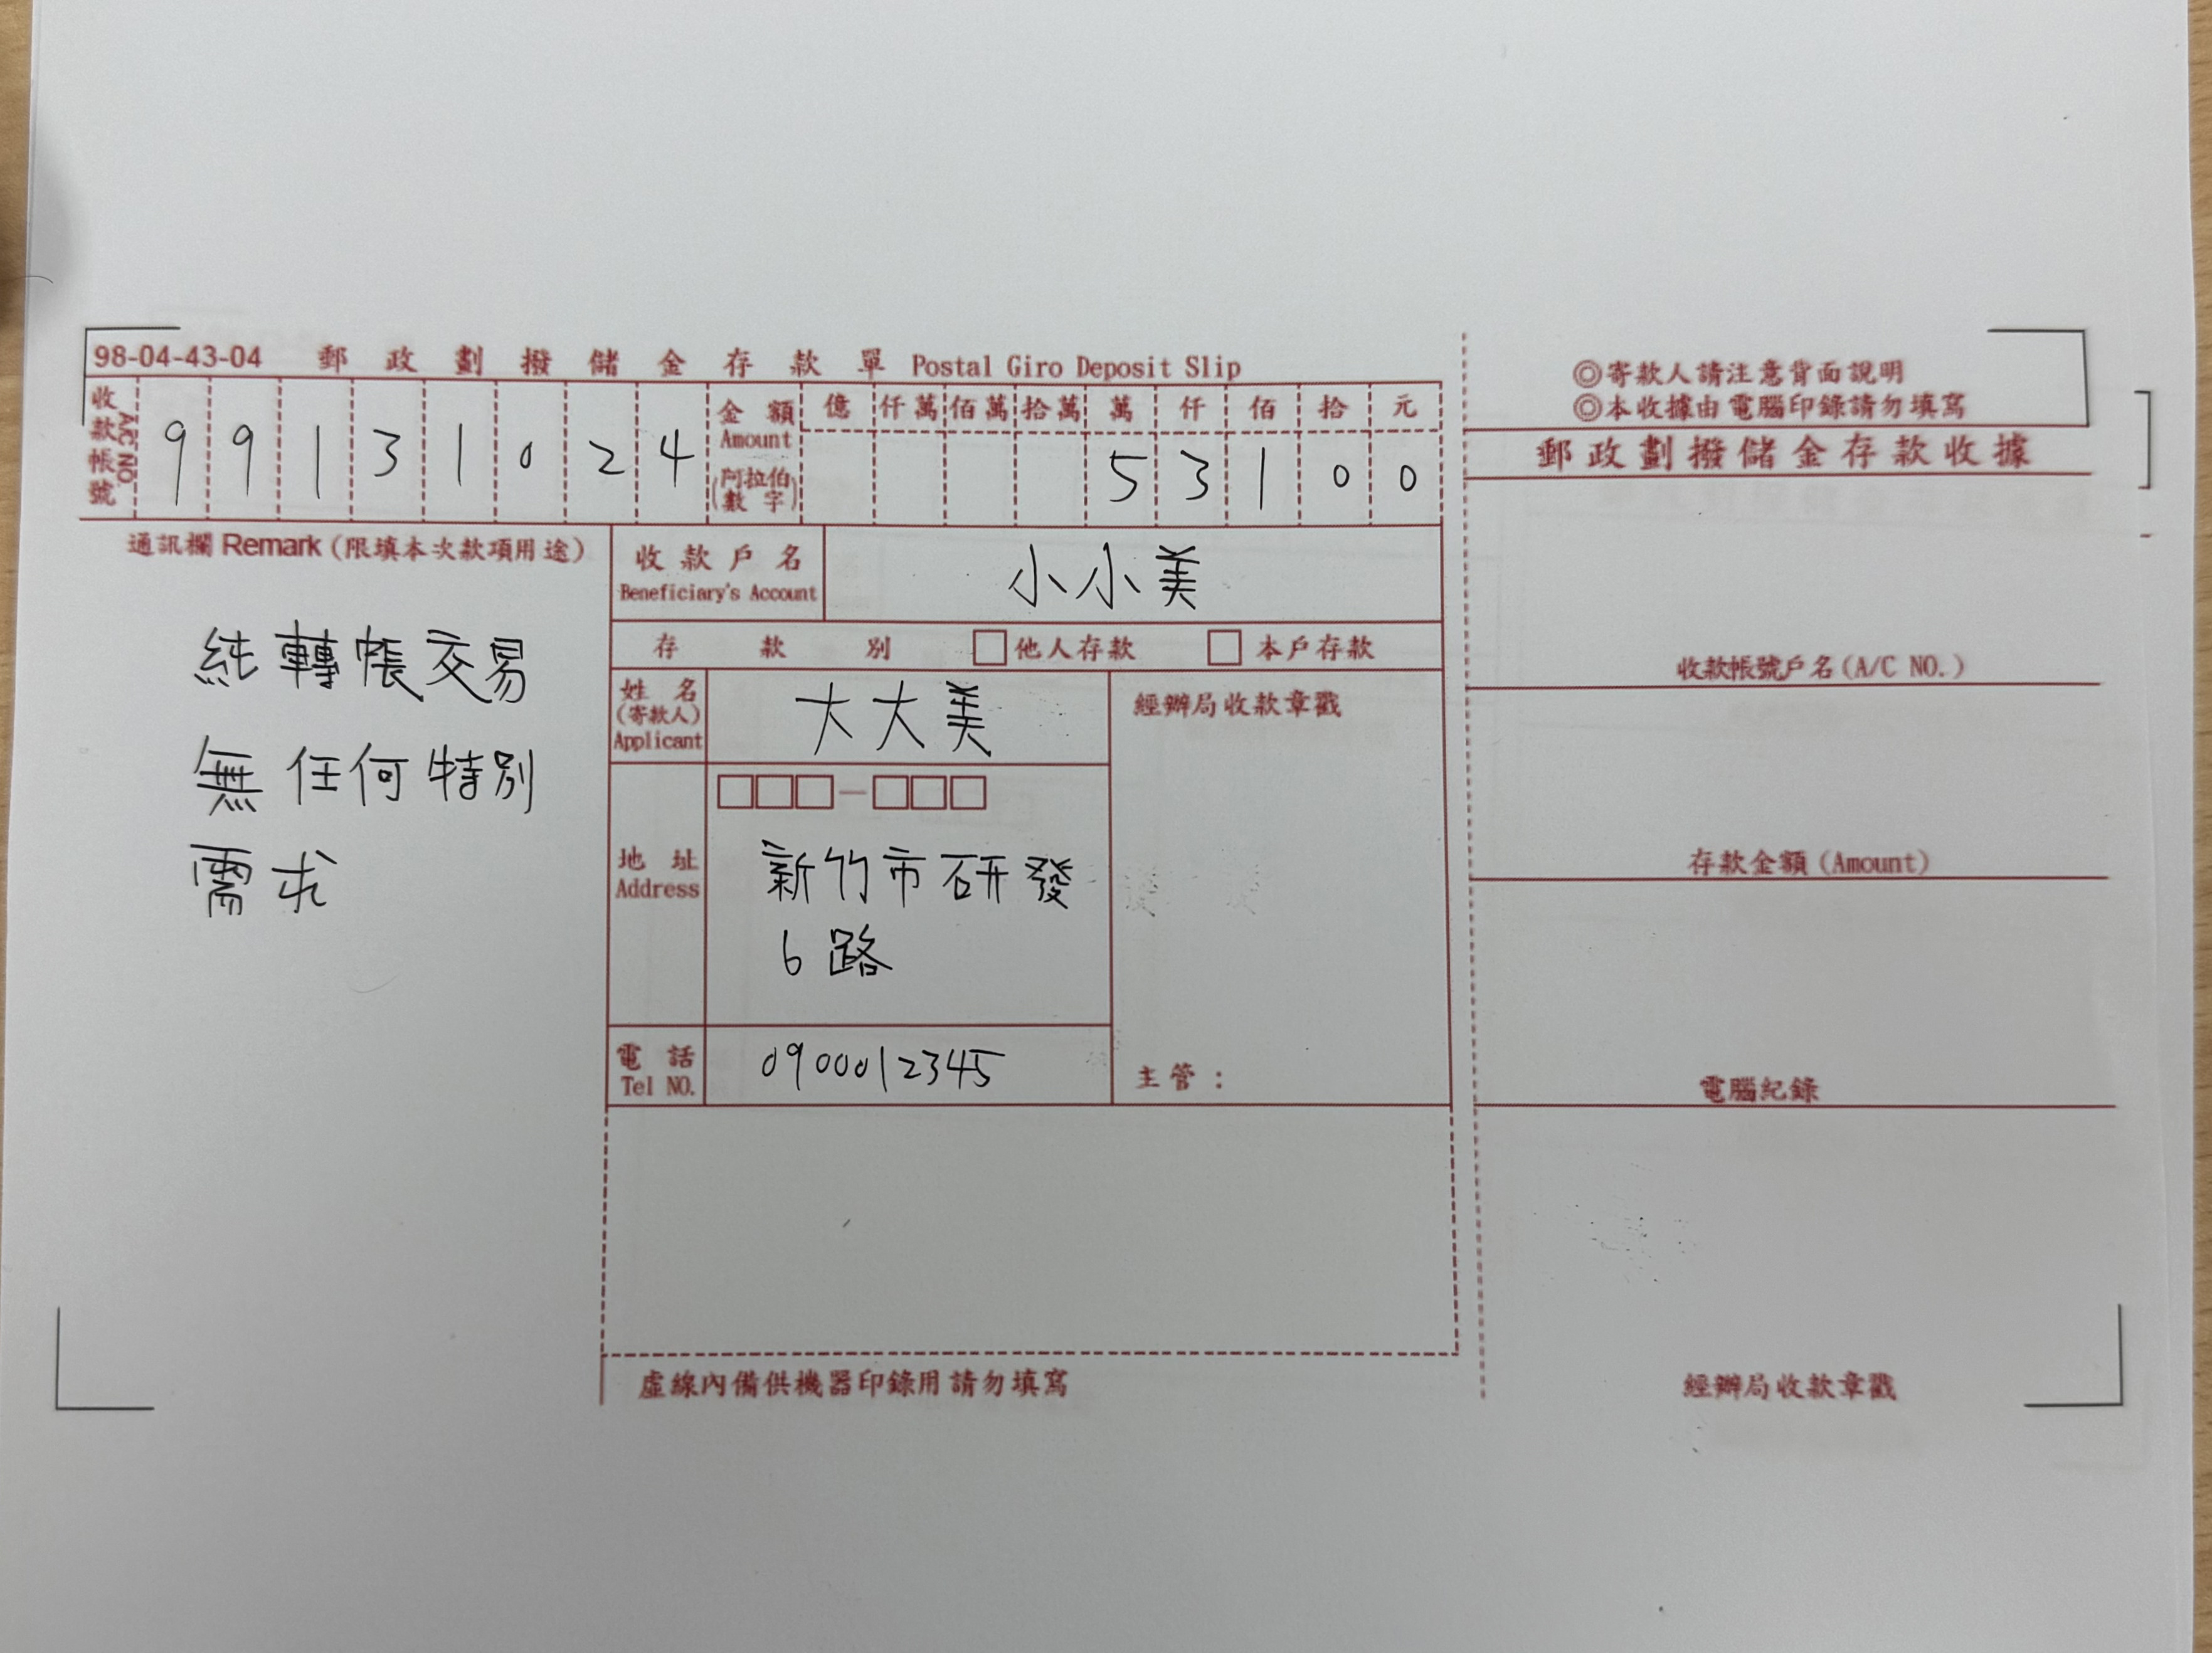 98-04-43-04 郵政劃撥儲金存款單 Postal Giro Deposit Slip
收款帳號 A/C NO. 9 9 1 3 1 0 2 4
金額 Amount (阿拉伯數字)
億 仟萬 佰萬 拾萬 萬 仟 佰 拾 元
5 3 1 0 0
通訊欄 Remark (限填本次款項用途)
純轉帳交易
無任何特別
需求
收款戶名
Beneficiary's Account
小小美
存款別 □他人存款 □本戶存款
姓名
(寄款人)
Applicant
大大美
地址
Address
□□□—□□□
新竹市研發
6路
電話
Tel NO.
0900012345
經辦局收款章戳
主管：
虛線內備供機器印錄用請勿填寫
◎寄款人請注意背面說明
◎本收據由電腦印錄請勿填寫
郵政劃撥儲金存款收據
收款帳號戶名(A/C NO.)
存款金額(Amount)
電腦紀錄
經辦局收款章戳